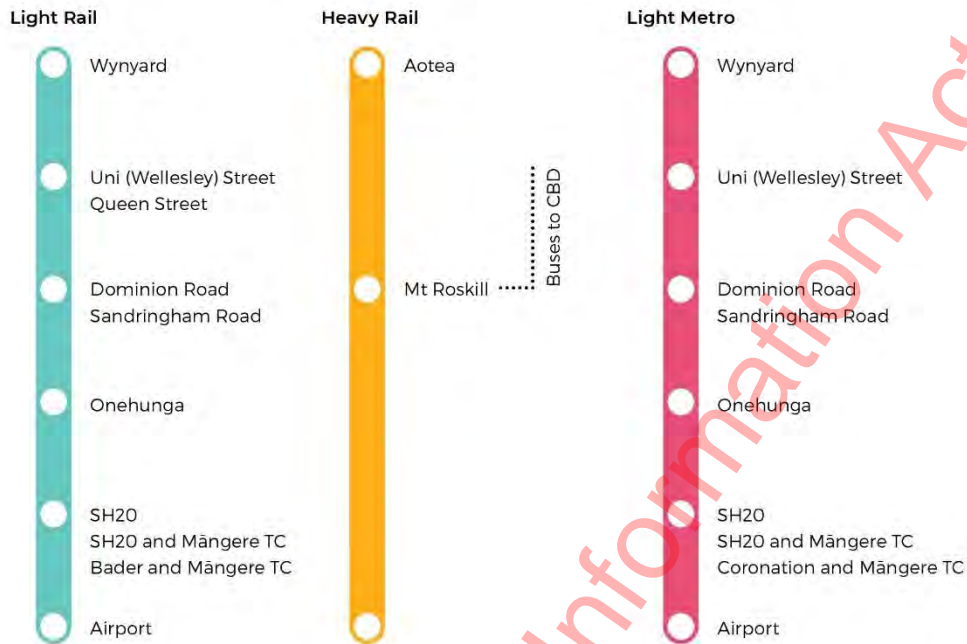 Light Rail
Wynyard
Uni (Wellesley) Street
Queen Street
Dominion Road
Sandringham Road
Onehunga
SH20
SH20 and Māngere TC
Bader and Māngere TC
Airport
Heavy Rail
Aotea
Mt Roskill
Buses to CBD
Light Metro
Wynyard
Uni (Wellesley) Street
Dominion Road
Sandringham Road
Onehunga
SH20
SH20 and Māngere TC
Coronation and Māngere TC
Airport
Information Act